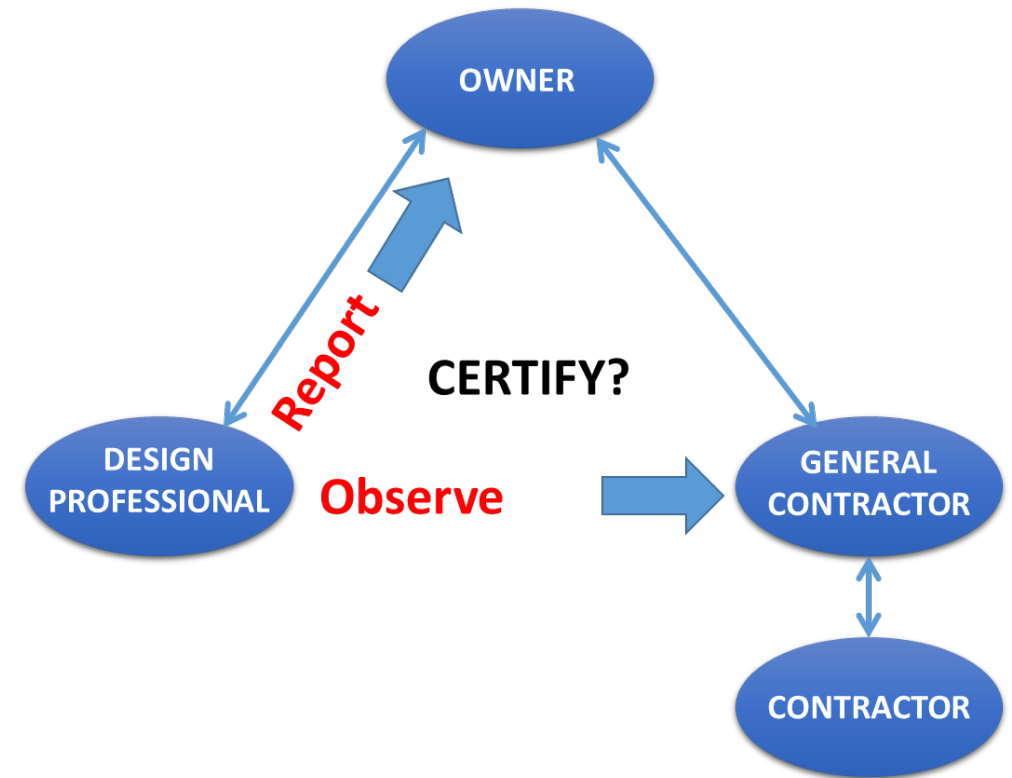 OWNER
Report
CERTIFY?
DESIGN
PROFESSIONAL
Observe
GENERAL
CONTRACTOR
CONTRACTOR